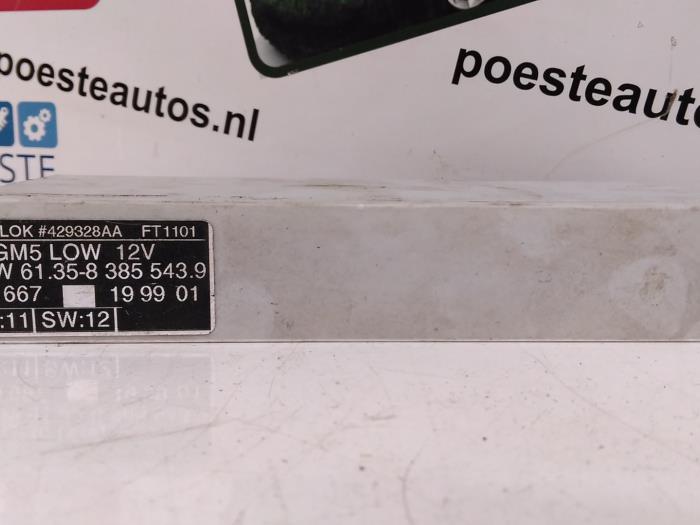 poesteautos.nl
poesteauto
STE
LOK #429328AA FT1101
GM5 LOW 12V
W 61.35-8 385 543.9
667 19 99 01
:11 SW:12